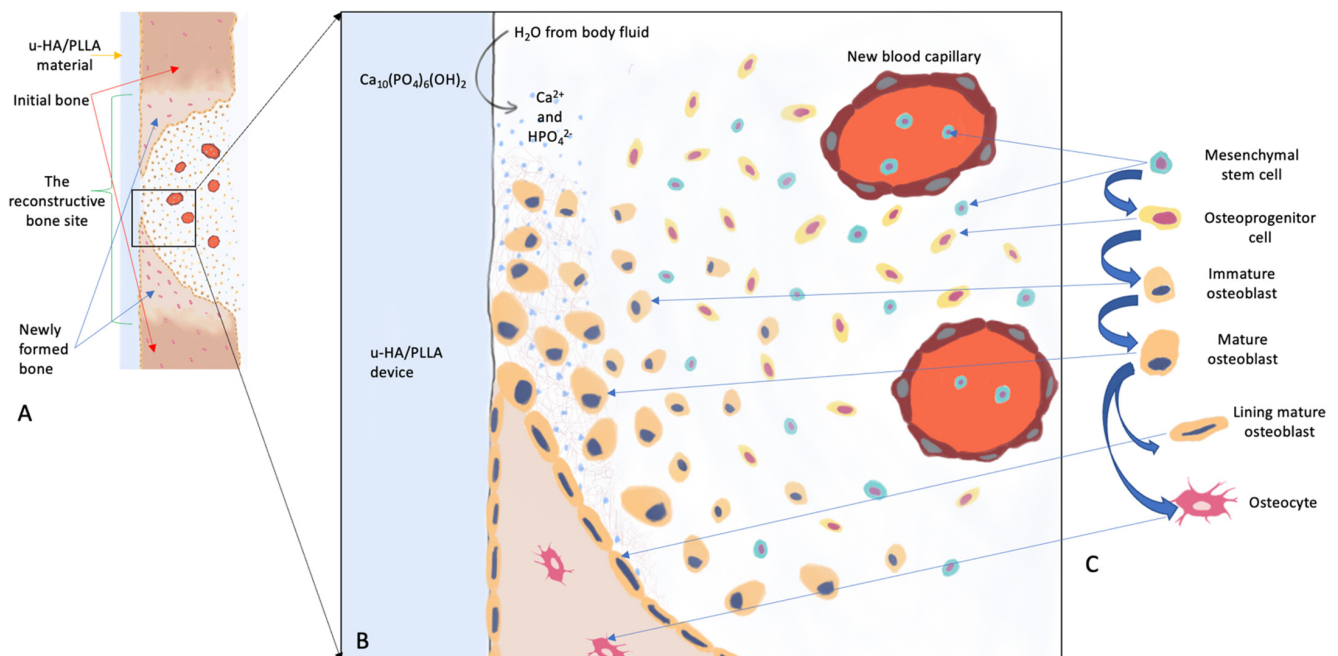 u-HA/PLLA
material
Initial bone
The
reconstructive
bone site
Newly
formed
bone
A
H₂O from body fluid
Ca₁₀(PO₄)₆(OH)₂
Ca²⁺
and
HPO₄²⁻
New blood capillary
u-HA/PLLA
device
B
Mesenchymal
stem cell
Osteoprogenitor
cell
Immature
osteoblast
Mature
osteoblast
Lining mature
osteoblast
Osteocyte
C